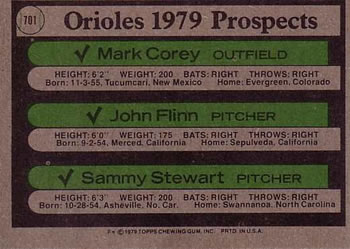 701
Orioles 1979 Prospects
Mark Corey OUTFIELD
HEIGHT: 6'2" WEIGHT: 200 BATS: RIGHT THROWS: RIGHT
Born: 11-3-55, Tucumcari, New Mexico Home: Evergreen, Colorado
John Flinn PITCHER
HEIGHT: 6'0" WEIGHT: 175 BATS: RIGHT THROWS: RIGHT
Born: 9-2-54, Merced, California Home: Sepulveda, California
Sammy Stewart PITCHER
HEIGHT: 6'0" WEIGHT: 200 BATS: RIGHT THROWS: RIGHT
Born: 10-28-54, Asheville, No. Car. Home: Swannanoa, North Carolina
© 1979 TOPPS CHEWING GUM, INC. PRTD. IN U.S.A.